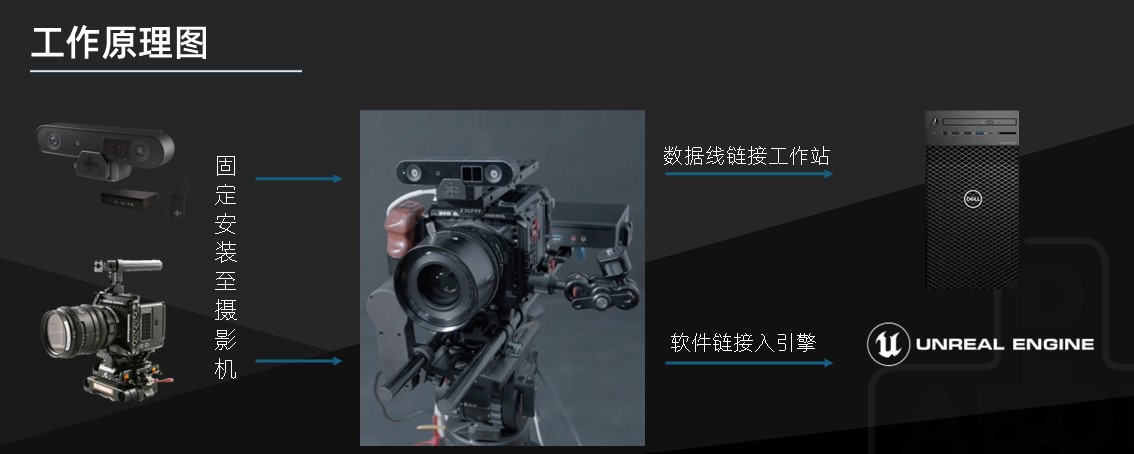 工作原理图
固定安装至摄影机
数据线链接工作站
DELL
软件链接入引擎
UNREAL ENGINE